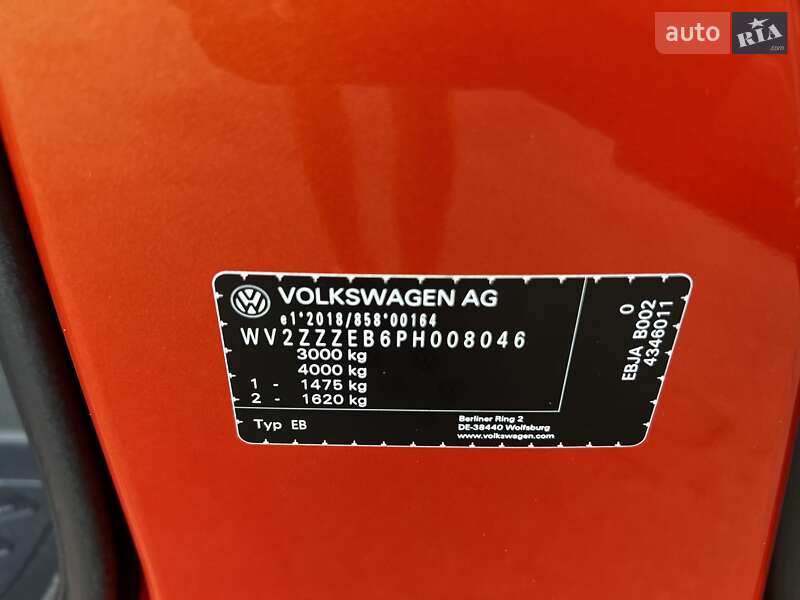 auto RIA
.com
VOLKSWAGEN AG
e1*2018/858*00164
WV2ZZZEB6PH008046
3000 kg
4000 kg
1 - 1475 kg
2 - 1620 kg
Typ EB
Berliner Ring 2
DE-38440 Wolfsburg
www.volkswagen.com
0
EBJA B002
4346011